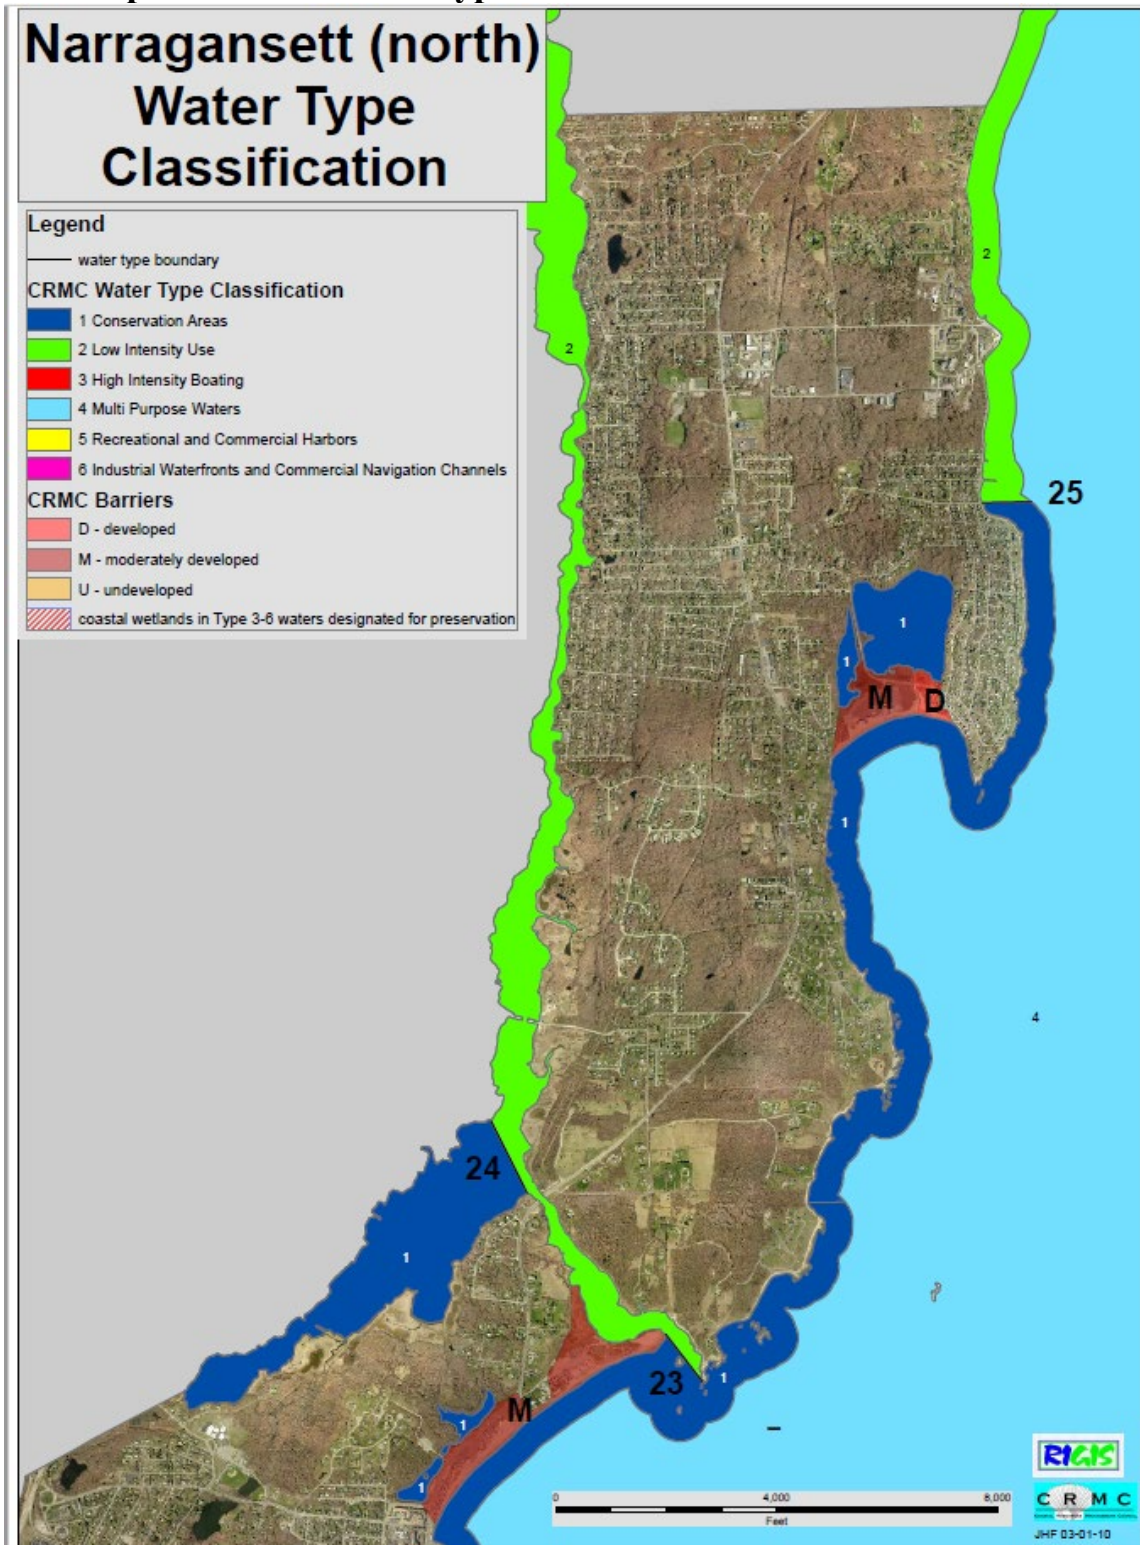 Narragansett (north)
Water Type
Classification
Legend
water type boundary
CRMC Water Type Classification
1 Conservation Areas
2 Low Intensity Use
3 High Intensity Boating
4 Multi Purpose Waters
5 Recreational and Commercial Harbors
6 Industrial Waterfronts and Commercial Navigation Channels
CRMC Barriers
D - developed
M - moderately developed
U - undeveloped
coastal wetlands in Type 3-6 waters designated for preservation
2
2
25
1
1
M
D
1
4
24
1
23
1
M
1
1
0
4,000
8,000
Feet
RIGIS
CRMC
JHF 03-01-10